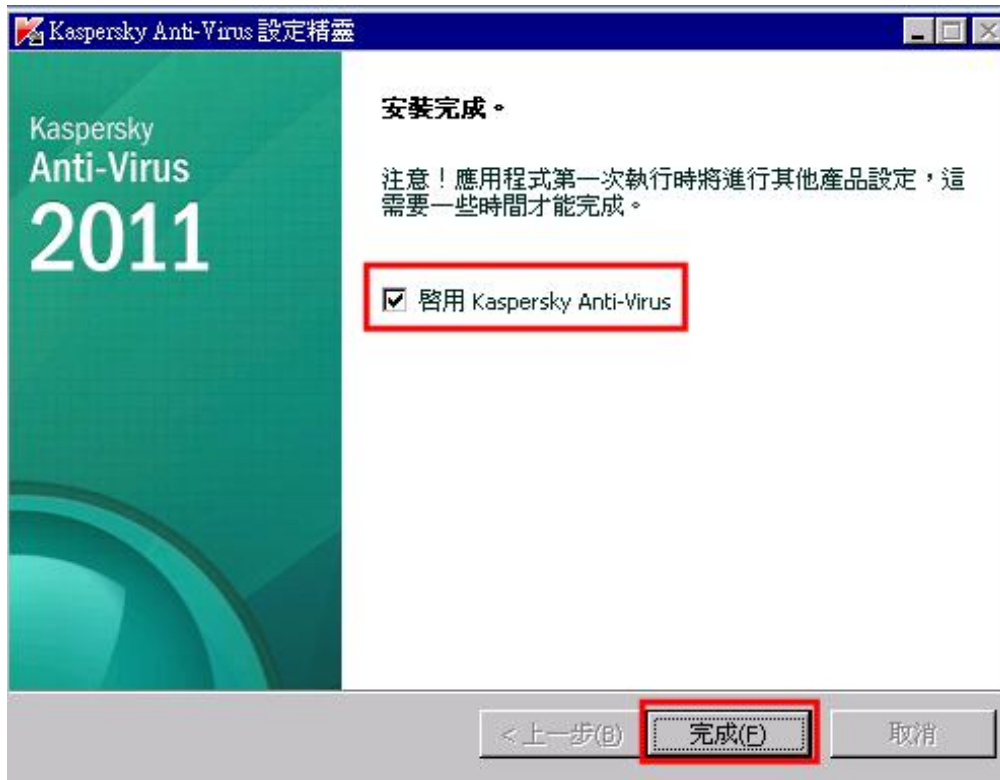 Kaspersky Anti-Virus 設定精靈
Kaspersky
Anti-Virus
2011
安裝完成。
注意！應用程式第一次執行時將進行其他產品設定，這
需要一些時間才能完成。
啓用 Kaspersky Anti-Virus
<上一步(B)
完成(F)
取消